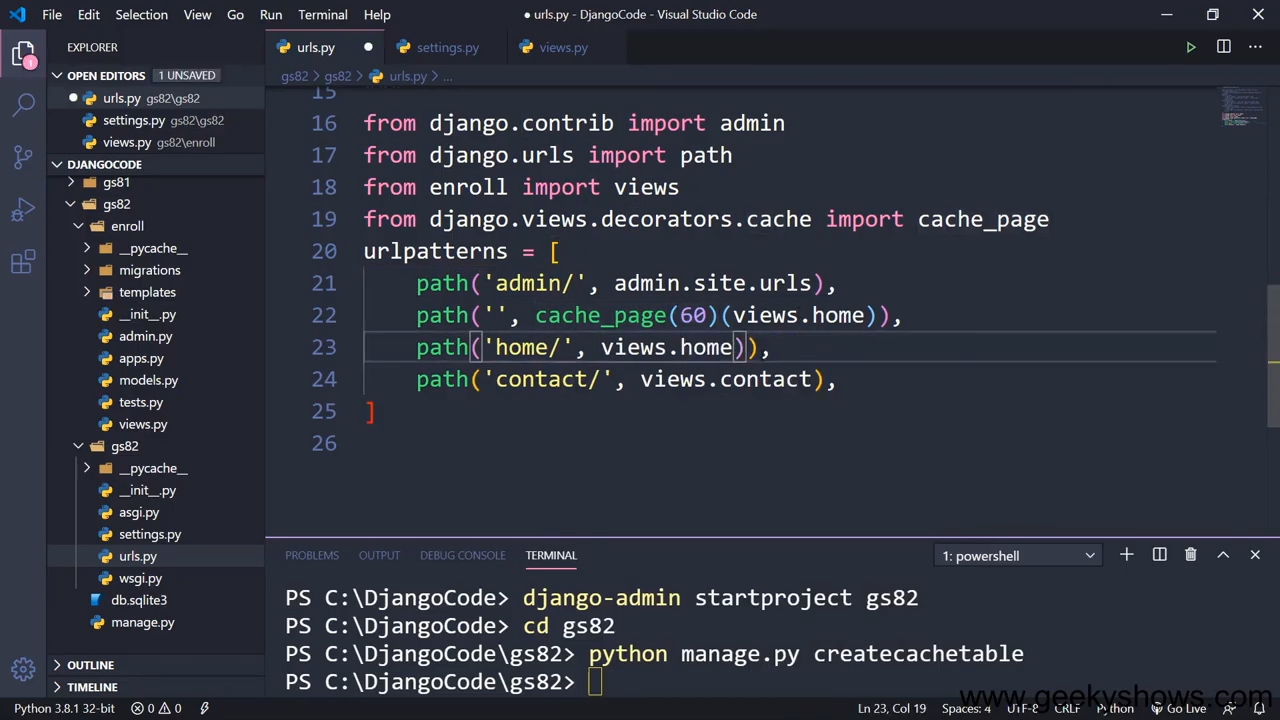 File Edit Selection View Go Run Terminal Help
● urls.py - DjangoCode - Visual Studio Code
EXPLORER
OPEN EDITORS 1 UNSAVED
urls.py gs82\gs82
settings.py gs82\gs82
views.py gs82\enroll
DJANGOCODE
gs81
gs82
enroll
__pycache__
migrations
templates
__init__.py
admin.py
apps.py
models.py
tests.py
views.py
gs82
__pycache__
__init__.py
asgi.py
settings.py
urls.py
wsgi.py
db.sqlite3
manage.py
OUTLINE
TIMELINE
1
urls.py settings.py views.py
gs82 > gs82 > urls.py > ...
15
16 from django.contrib import admin
17 from django.urls import path
18 from enroll import views
19 from django.views.decorators.cache import cache_page
20 urlpatterns = [
21 path('admin/', admin.site.urls),
22 path('', cache_page(60)(views.home)),
23 path('home/', views.home)),
24 path('contact/', views.contact),
25 ]
26
PROBLEMS OUTPUT DEBUG CONSOLE TERMINAL 1: powershell
PS C:\DjangoCode> django-admin startproject gs82
PS C:\DjangoCode> cd gs82
PS C:\DjangoCode\gs82> python manage.py createcachetable
PS C:\DjangoCode\gs82>
www.geekyshows.com
Python 3.8.1 32-bit 0 0 Ln 23, Col 19 Spaces: 4 UTF-8 CRLF Python Go Live